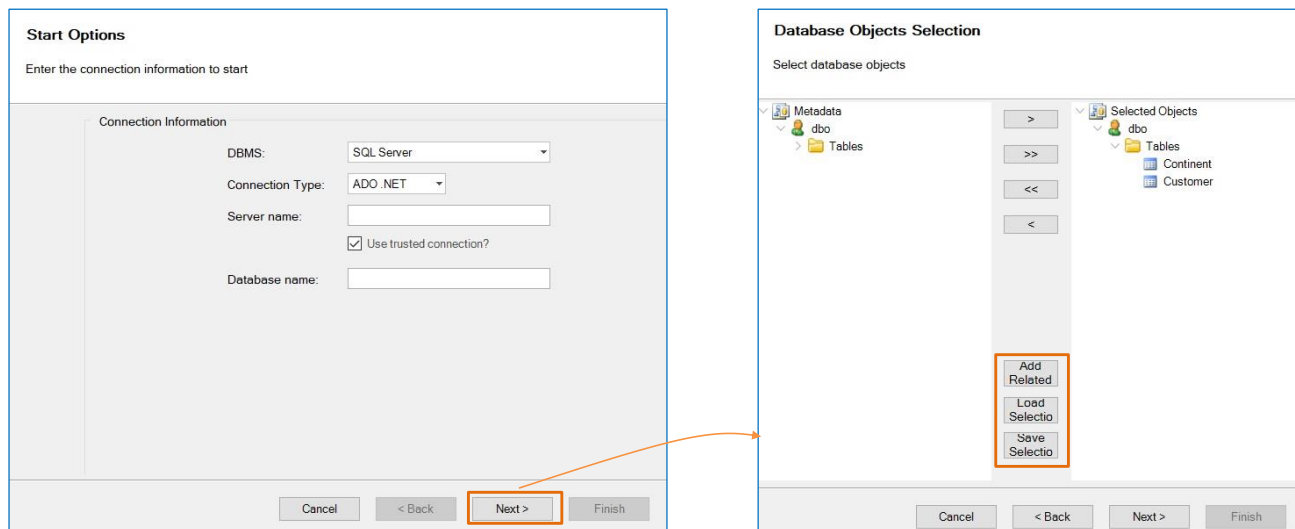 Start Options
Enter the connection information to start
Connection Information
DBMS:
SQL Server
Connection Type:
ADO .NET
Server name:
Use trusted connection?
Database name:
Cancel
< Back
Next >
Finish
Database Objects Selection
Select database objects
Metadata
dbo
Tables
>
>>
<<
<
Add
Related
Load
Selectio
Save
Selectio
Selected Objects
dbo
Tables
Continent
Customer
Cancel
< Back
Next >
Finish